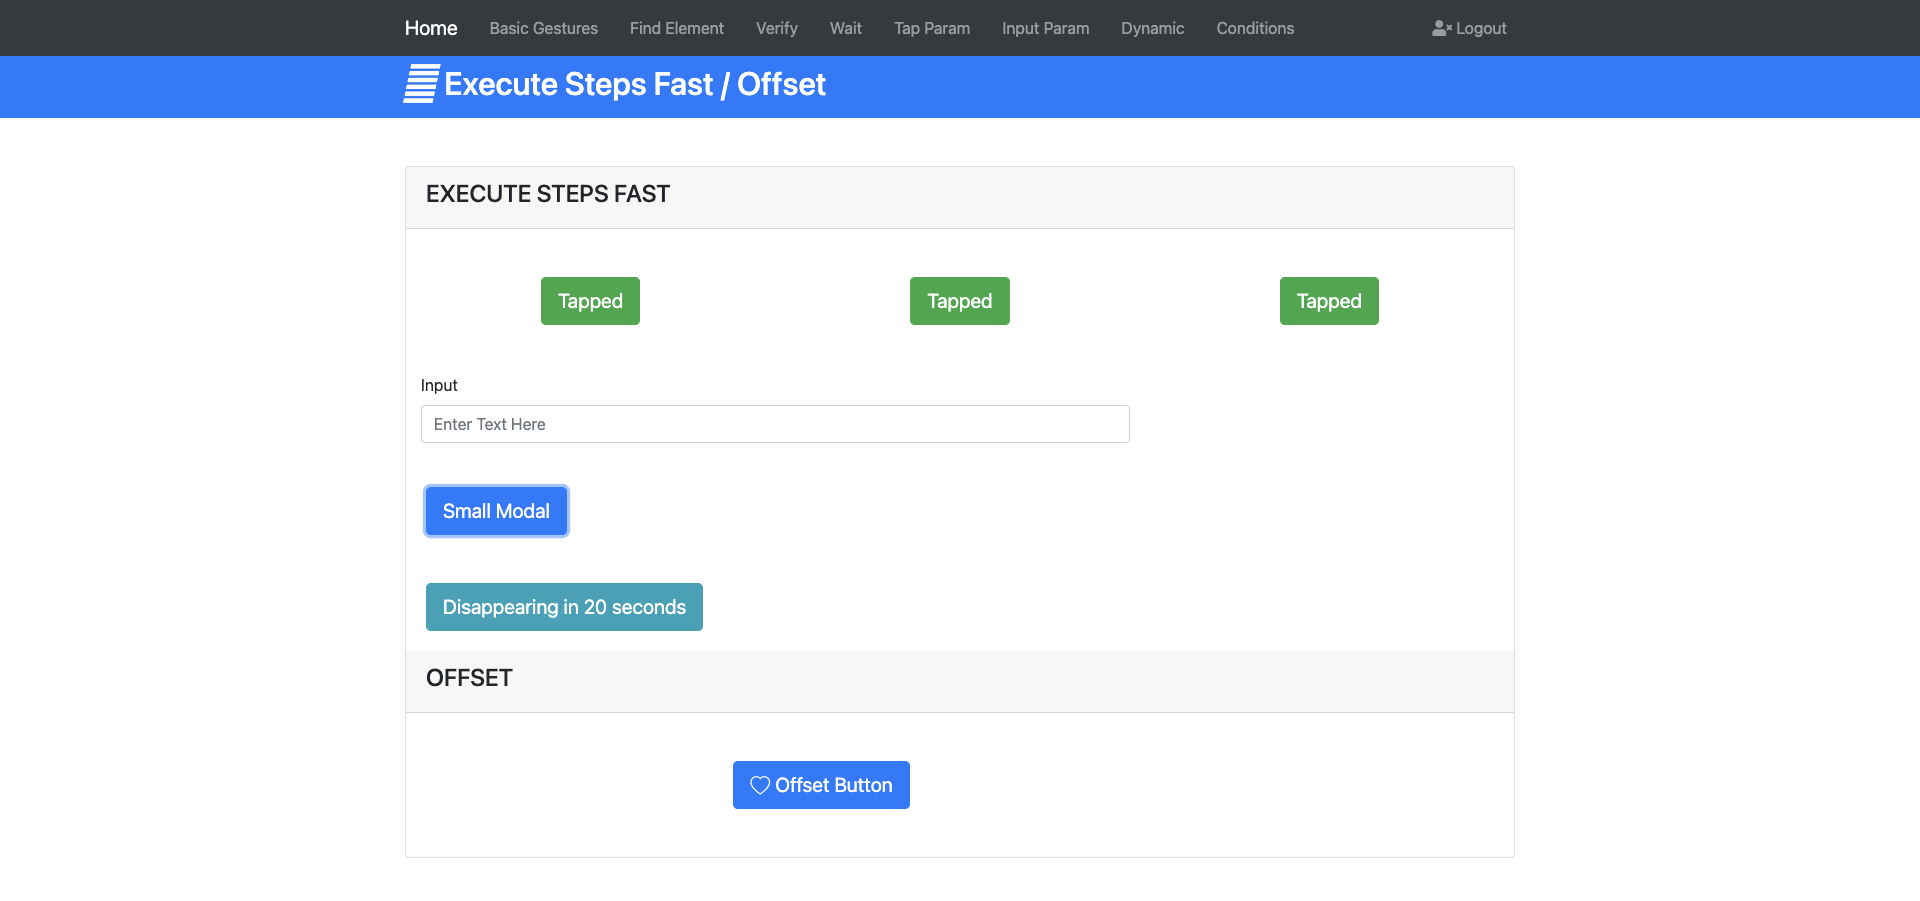 Home Basic Gestures Find Element Verify Wait Tap Param Input Param Dynamic Conditions Logout
Execute Steps Fast / Offset
EXECUTE STEPS FAST
Tapped Tapped Tapped
Input
Enter Text Here
Small Modal
Disappearing in 20 seconds
OFFSET
Offset Button